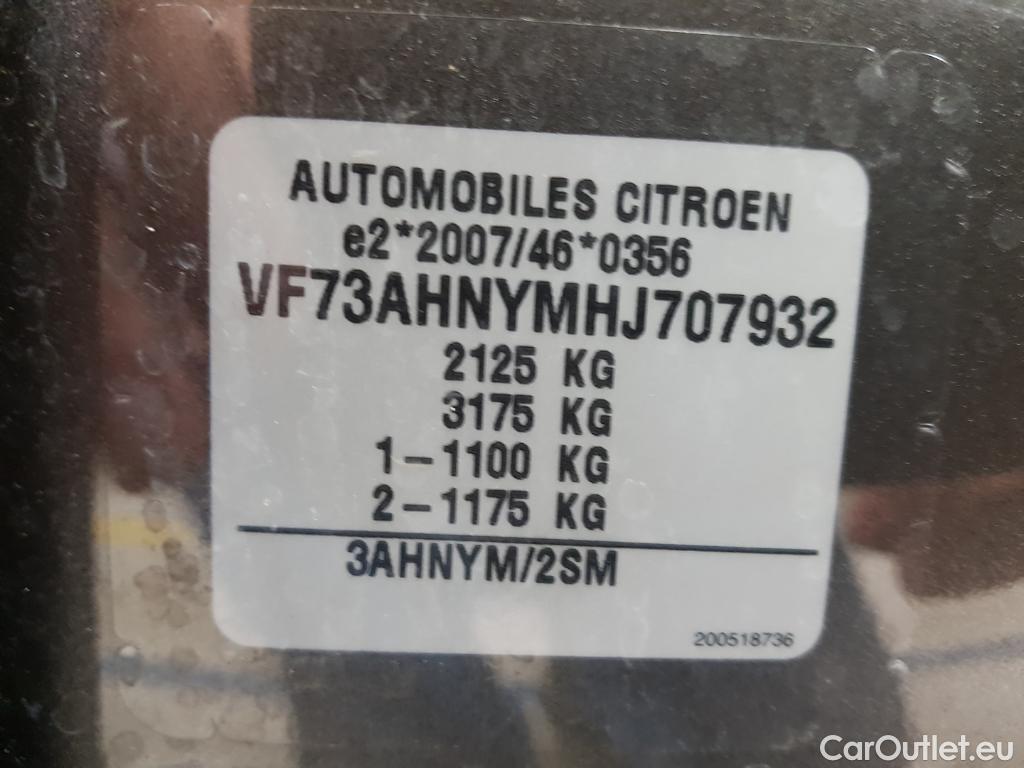 AUTOMOBILES CITROEN
e2*2007/46*0356
VF73AHNYMHJ707932
2125 KG
3175 KG
1-1100 KG
2-1175 KG
3AHNYM/2SM
200518736
CarOutlet.eu